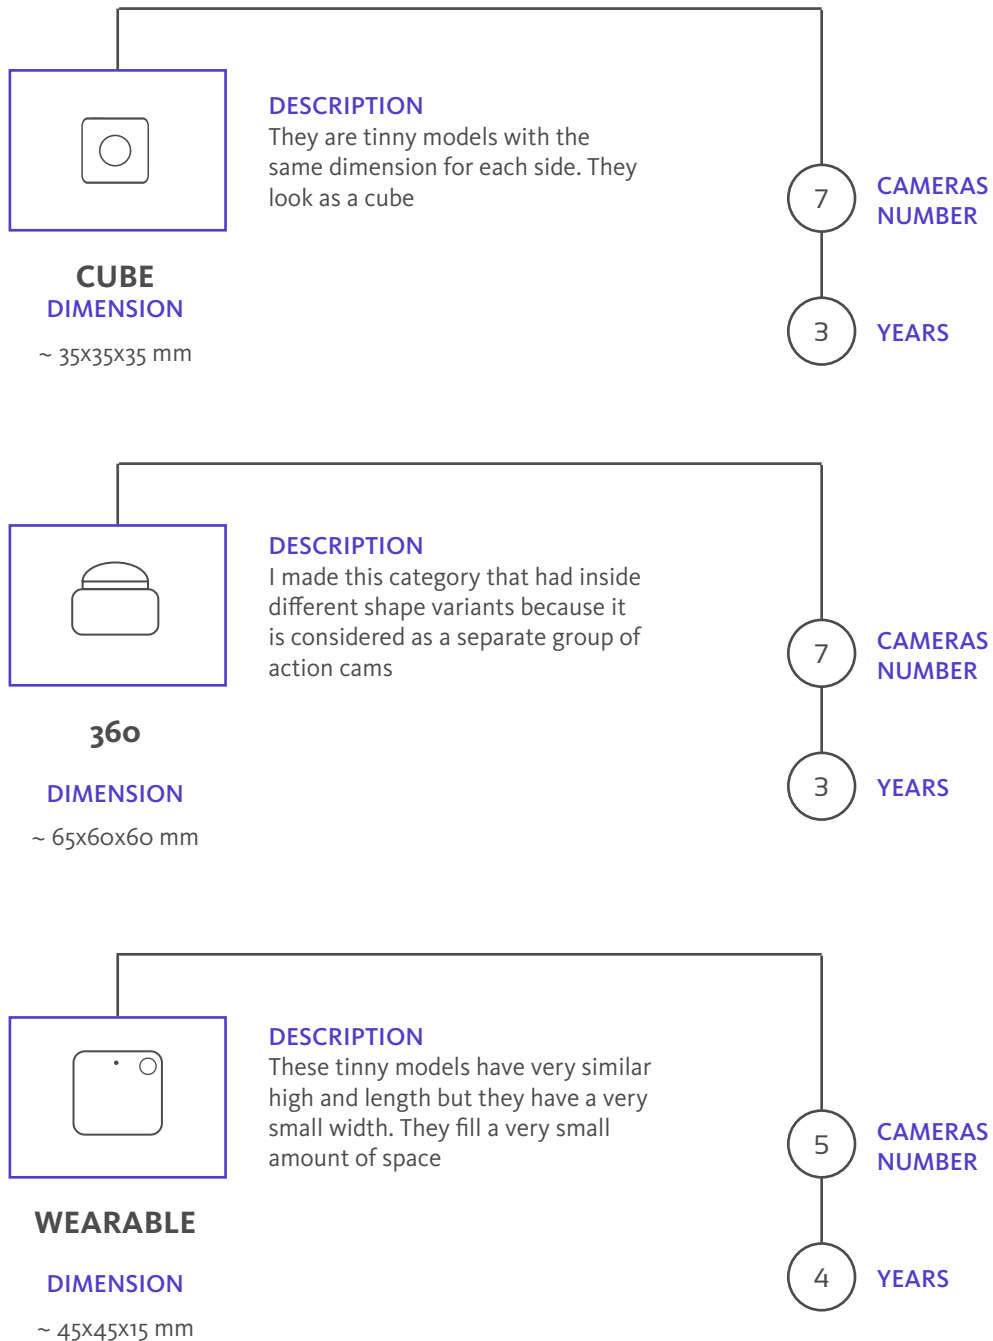 DESCRIPTION
They are tinny models with the
same dimension for each side. They
look as a cube
CUBE
DIMENSION
~ 35x35x35 mm
7
CAMERAS
NUMBER
3
YEARS
DESCRIPTION
I made this category that had inside
different shape variants because it
is considered as a separate group of
action cams
360
DIMENSION
~ 65x60x60 mm
7
CAMERAS
NUMBER
3
YEARS
DESCRIPTION
These tinny models have very similar
high and length but they have a very
small width. They fill a very small
amount of space
WEARABLE
DIMENSION
~ 45x45x15 mm
5
CAMERAS
NUMBER
4
YEARS